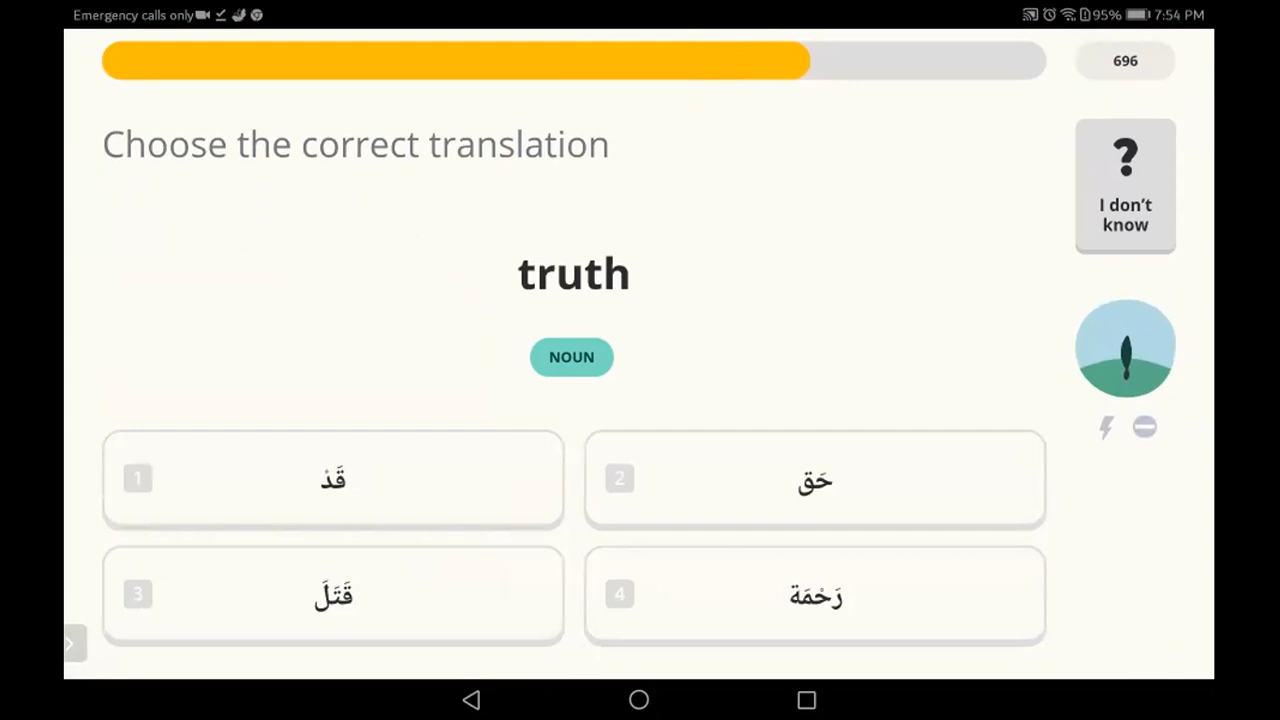 Emergency calls only
95% 7:54 PM
696
Choose the correct translation
?
I don't
know
truth
NOUN
1 قَدْ
2 حَق
3 قَتَلَ
4 رَحْمَة